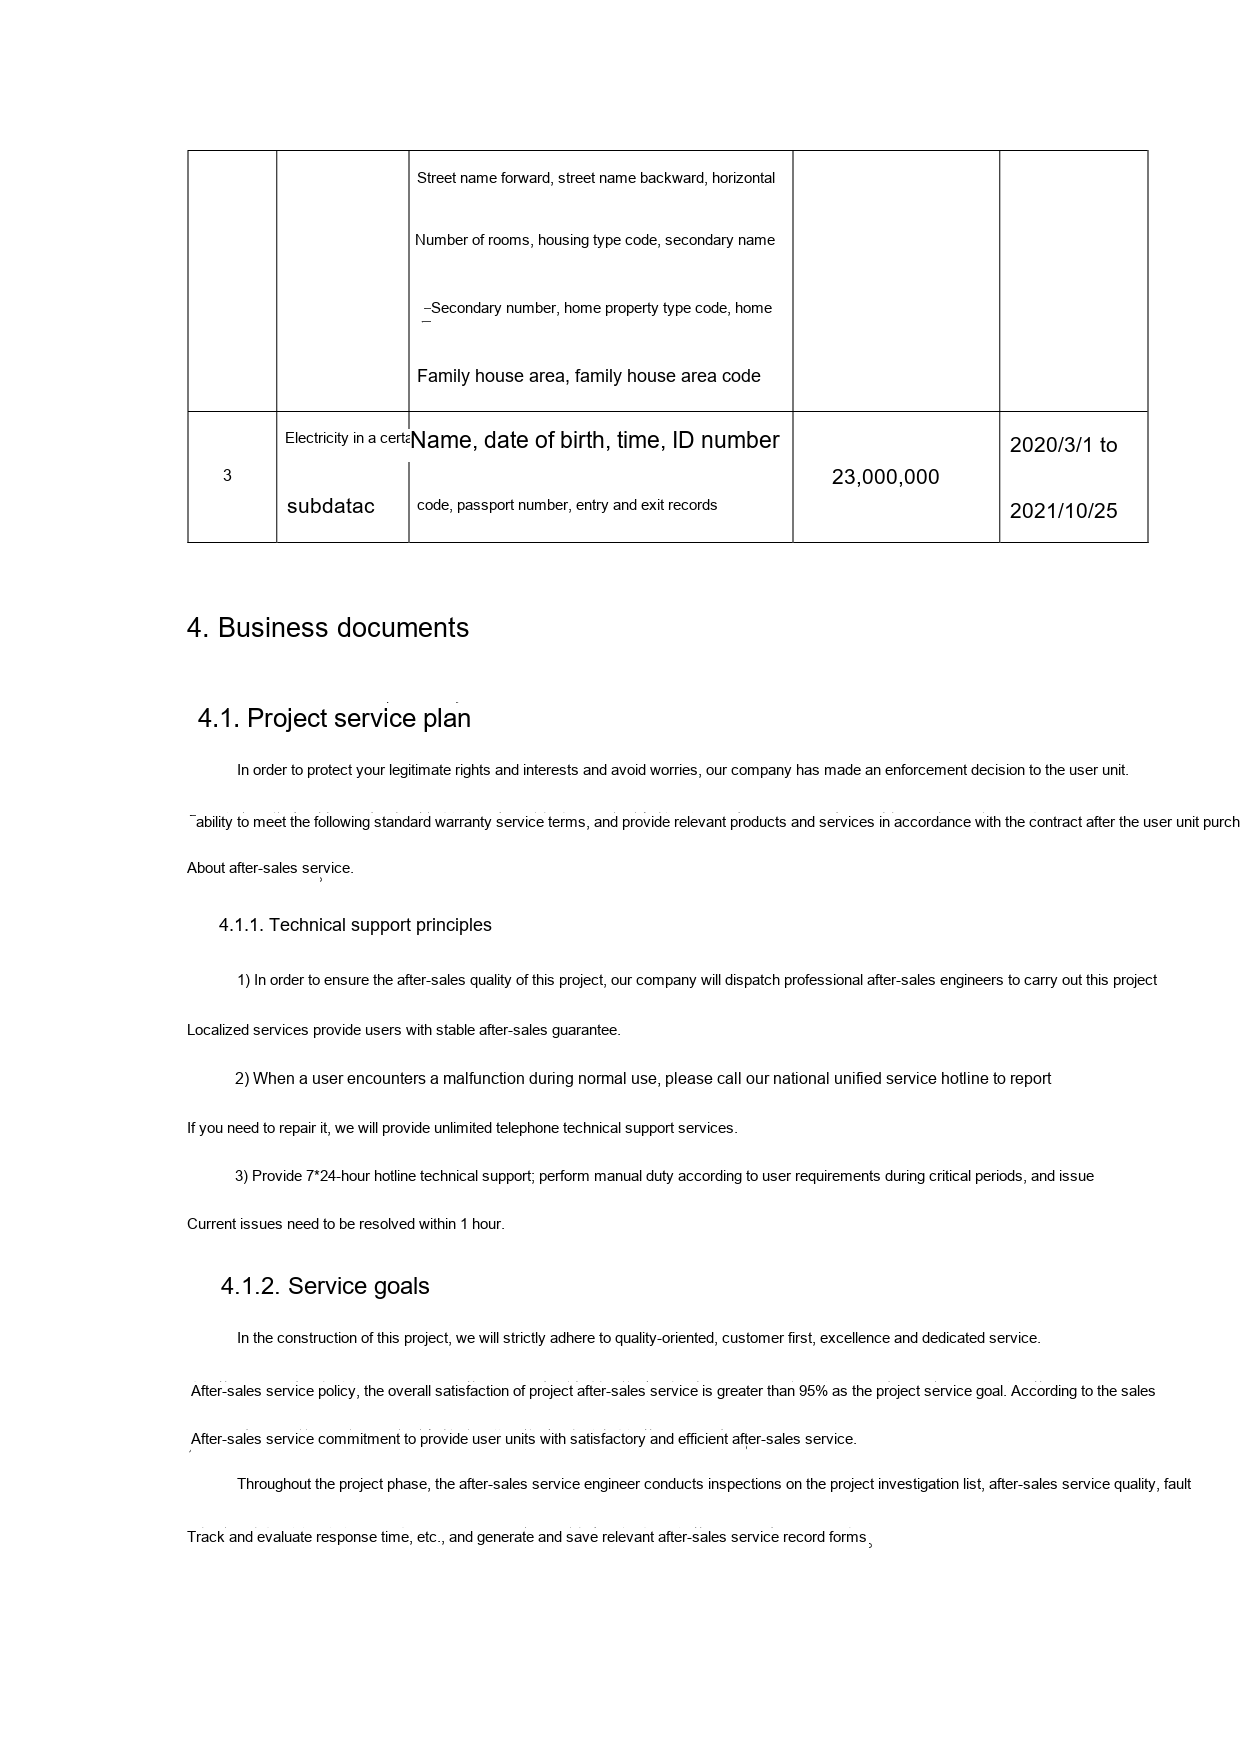 Street name forward, street name backward, horizontal
Number of rooms, housing type code, secondary name
Secondary number, home property type code, home
Family house area, family house area code
3
Electricity in a certa
subdatac
Name, date of birth, time, ID number
code, passport number, entry and exit records
23,000,000
2020/3/1 to
2021/10/25
4. Business documents
4.1. Project service plan
In order to protect your legitimate rights and interests and avoid worries, our company has made an enforcement decision to the user unit.
ability to meet the following standard warranty service terms, and provide relevant products and services in accordance with the contract after the user unit purch
About after-sales service.
4.1.1. Technical support principles
1) In order to ensure the after-sales quality of this project, our company will dispatch professional after-sales engineers to carry out this project
Localized services provide users with stable after-sales guarantee.
2) When a user encounters a malfunction during normal use, please call our national unified service hotline to report
If you need to repair it, we will provide unlimited telephone technical support services.
3) Provide 7*24-hour hotline technical support; perform manual duty according to user requirements during critical periods, and issue
Current issues need to be resolved within 1 hour.
4.1.2. Service goals
In the construction of this project, we will strictly adhere to quality-oriented, customer first, excellence and dedicated service.
After-sales service policy, the overall satisfaction of project after-sales service is greater than 95% as the project service goal. According to the sales
After-sales service commitment to provide user units with satisfactory and efficient after-sales service.
Throughout the project phase, the after-sales service engineer conducts inspections on the project investigation list, after-sales service quality, fault
Track and evaluate response time, etc., and generate and save relevant after-sales service record forms